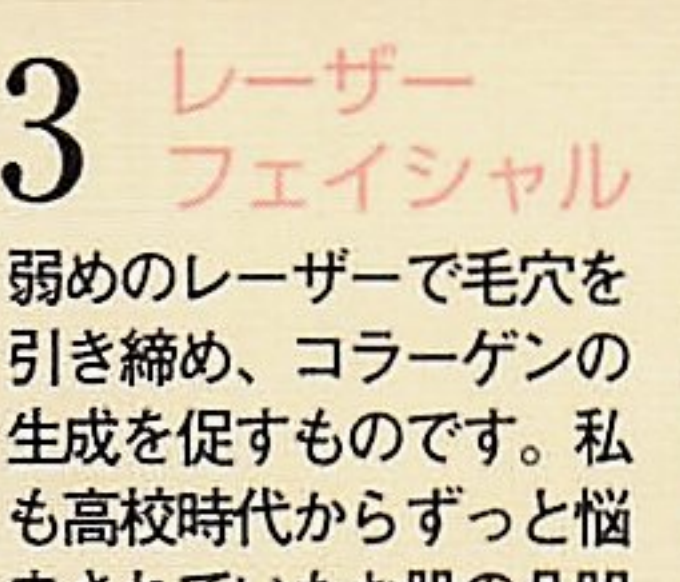 3
レーザー
フェイシャル
弱めのレーザーで毛穴を
引き締め、コラーゲンの
生成を促すものです。私
も高校時代からずっと悩